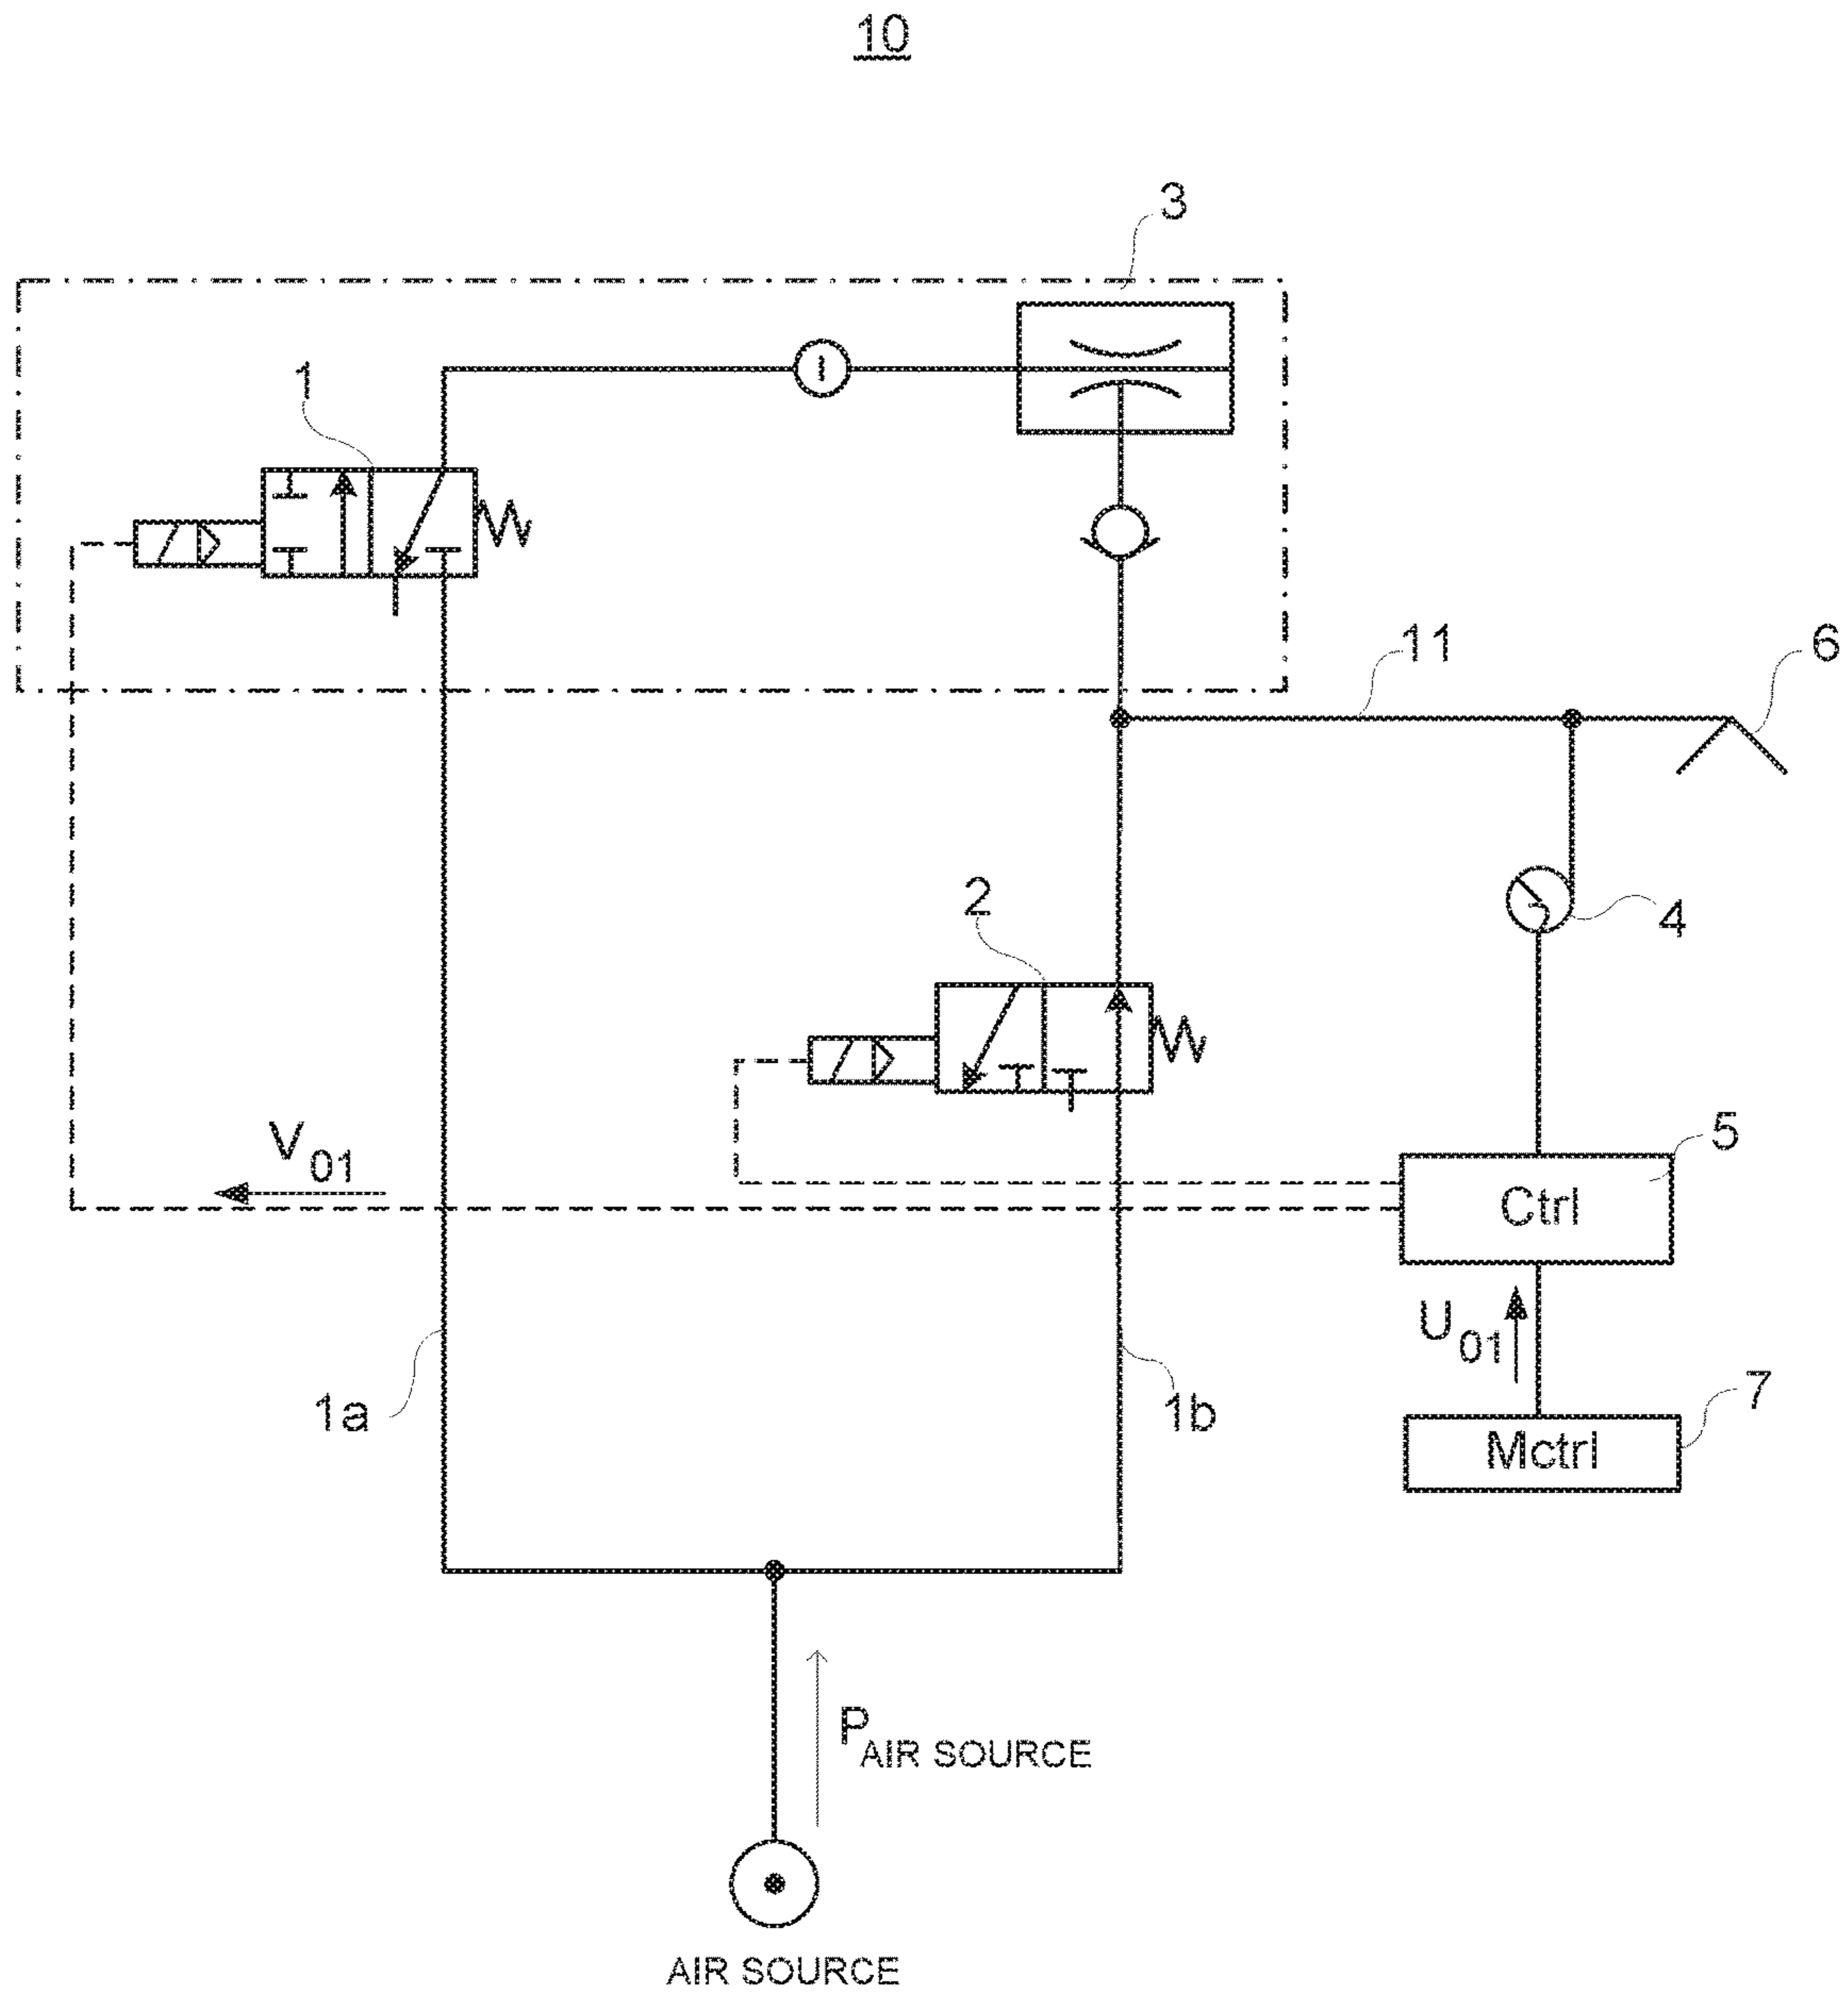 10
3
1
11
6
2
4
V01
5
Ctrl
U01
1a
1b
7
Mctrl
PAIR SOURCE
AIR SOURCE